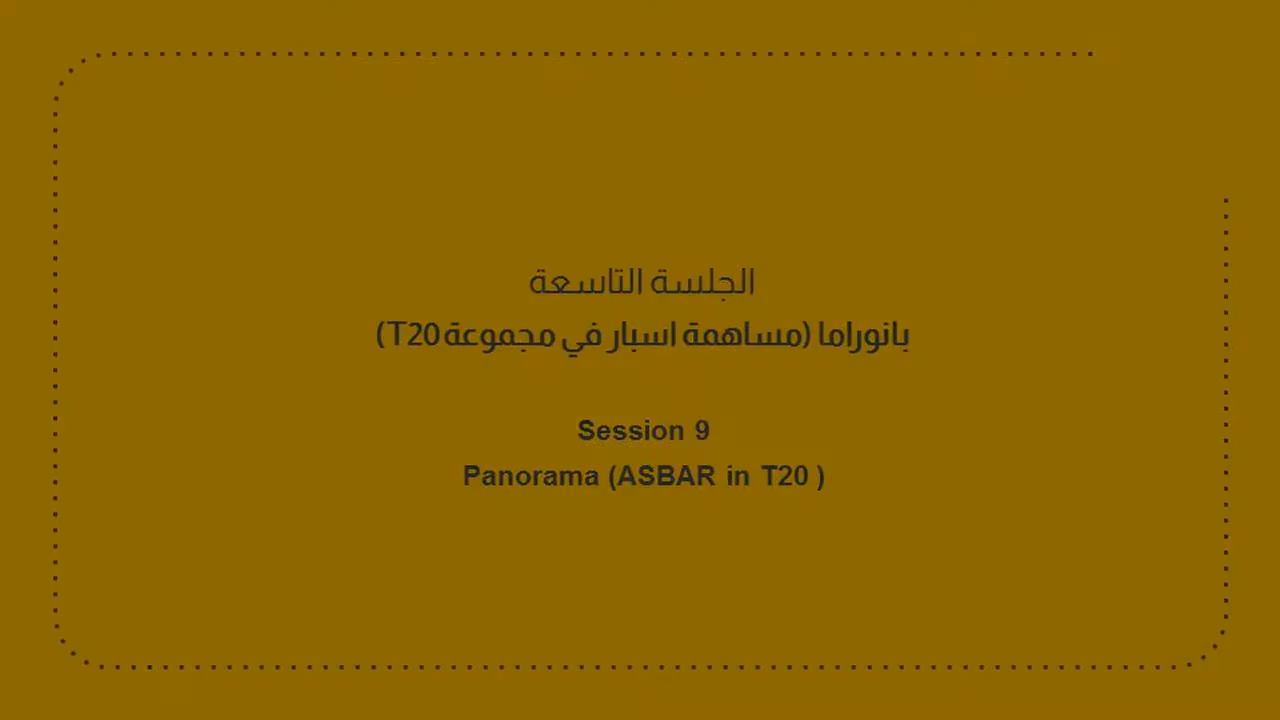 الجلسة التاسعة
بانوراما (مساهمة اسبار في مجموعة T20)
Session 9
Panorama (ASBAR in T20 )